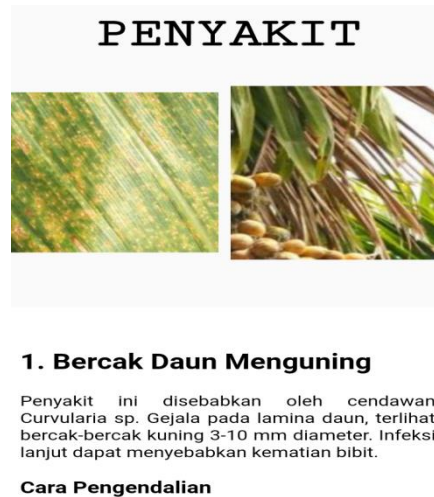 PENYAKIT
1. Bercak Daun Menguning
Penyakit ini disebabkan oleh cendawan
Curvularia sp. Gejala pada lamina daun, terlihat
bercak-bercak kuning 3-10 mm diameter. Infeksi
lanjut dapat menyebabkan kematian bibit.
Cara Pengendalian